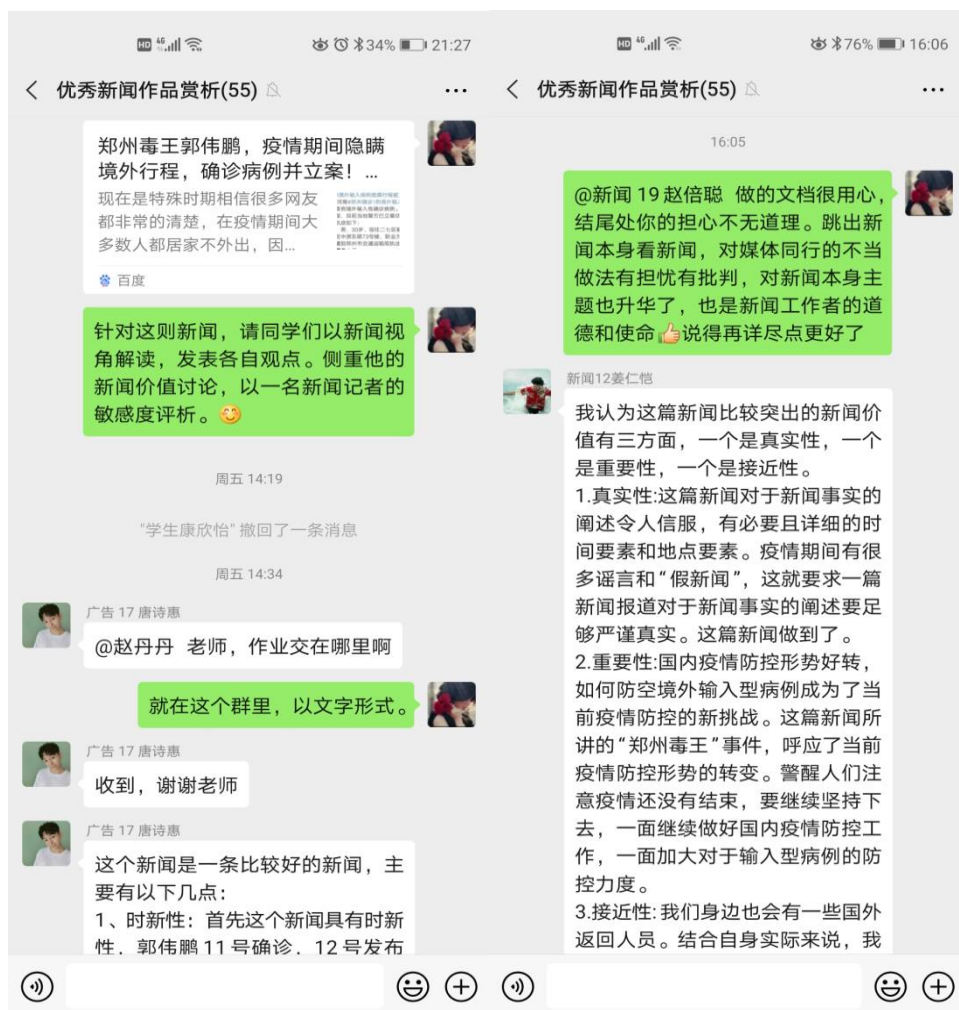 HD 46 34% 21:27
优秀新闻作品赏析(55)
郑州毒王郭伟鹏，疫情期间隐瞒
境外行程，确诊病例并立案！...
现在是特殊时期相信很多网友
都非常的清楚，在疫情期间大
多数人都居家不外出，因...
百度
针对这则新闻，请同学们以新闻视
角解读，发表各自观点。侧重他的
新闻价值讨论，以一名新闻记者的
敏感度评析。😊
周五 14:19
"学生康欣怡" 撤回了一条消息
周五 14:34
广告 17 唐诗惠
@赵丹丹 老师，作业交在哪里啊
就在这个群里，以文字形式。
广告 17 唐诗惠
收到，谢谢老师
广告 17 唐诗惠
这个新闻是一条比较好的新闻，主
要有以下几点：
1、时新性：首先这个新闻具有时新
性，郭伟鹏 11 号确诊，12 号发布
HD 46 76% 16:06
优秀新闻作品赏析(55)
16:05
@新闻 19 赵倍聪 做的文档很用心，
结尾处你的担心不无道理。跳出新
闻本身看新闻，对媒体同行的不当
做法有担忧有批判，对新闻本身主
题也升华了，也是新闻工作者的道
德和使命👍说得再详尽点更好了
新闻12姜仁恺
我认为这篇新闻比较突出的新闻价
值有三方面，一个是真实性，一个
是重要性，一个是接近性。
1.真实性:这篇新闻对于新闻事实的
阐述令人信服，有必要且详细的时
间要素和地点要素。疫情期间有很
多谣言和“假新闻”，这就要求一篇
新闻报道对于新闻事实的阐述要足
够严谨真实。这篇新闻做到了。
2.重要性:国内疫情防控形势好转，
如何防空境外输入型病例成为了当
前疫情防控的新挑战。这篇新闻所
讲的“郑州毒王”事件，呼应了当前
疫情防控形势的转变。警醒人们注
意疫情还没有结束，要继续坚持下
去，一面继续做好国内疫情防控工
作，一面加大对于输入型病例的防
控力度。
3.接近性:我们身边也会有一些国外
返回人员。结合自身实际来说，我